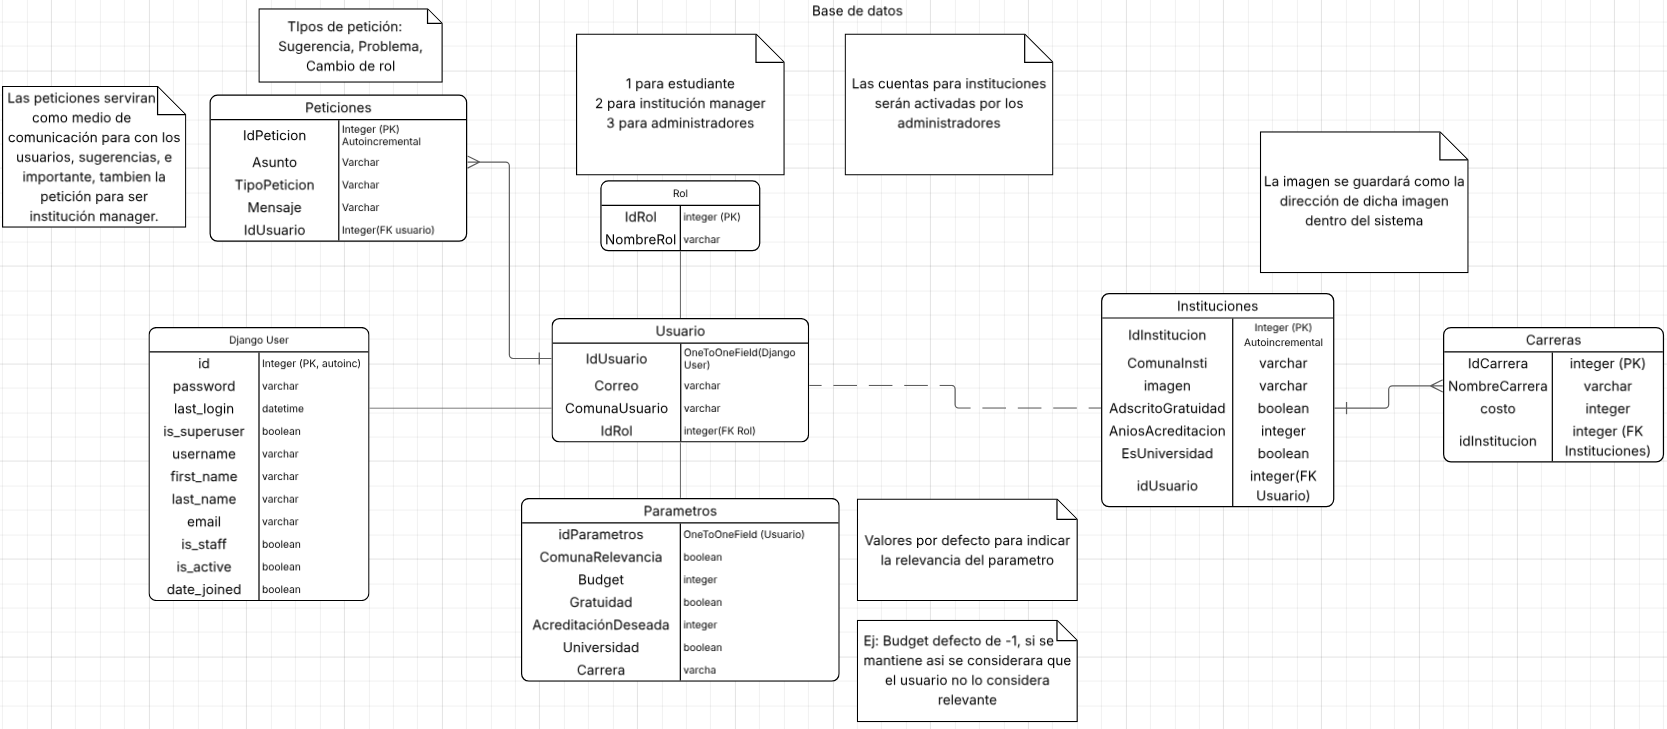 Base de datos
TIpos de petición:
Sugerencia, Problema,
Cambio de rol
Las peticiones serviran
como medio de
comunicación para con los
usuarios, sugerencias, e
importante, tambien la
petición para ser
institución manager.
Peticiones
IdPeticion
Integer (PK)
Autoincremental
Asunto
Varchar
TipoPeticion
Varchar
Mensaje
Varchar
IdUsuario
Integer(FK usuario)
1 para estudiante
2 para institución manager
3 para administradores
Las cuentas para instituciones
serán activadas por los
administradores
La imagen se guardará como la
dirección de dicha imagen
dentro del sistema
Rol
IdRol
integer (PK)
NombreRol
varchar
Django User
id
Integer (PK, autoinc)
password
varchar
last_login
datetime
is_superuser
boolean
username
varchar
first_name
varchar
last_name
varchar
email
varchar
is_staff
boolean
is_active
boolean
date_joined
boolean
Usuario
IdUsuario
OneToOneField(Django
User)
Correo
varchar
ComunaUsuario
varchar
IdRol
integer(FK Rol)
Parametros
idParametros
OneToOneField (Usuario)
ComunaRelevancia
boolean
Budget
integer
Gratuidad
boolean
AcreditaciónDeseada
integer
Universidad
boolean
Carrera
varcha
Instituciones
IdInstitucion
Integer (PK)
Autoincremental
ComunaInsti
varchar
imagen
varchar
AdscritoGratuidad
boolean
AniosAcreditacion
integer
EsUniversidad
boolean
idUsuario
integer(FK
Usuario)
Carreras
IdCarrera
integer (PK)
NombreCarrera
varchar
costo
integer
idInstitucion
integer (FK
Instituciones)
Valores por defecto para indicar
la relevancia del parametro
Ej: Budget defecto de -1, si se
mantiene asi se considerara que
el usuario no lo considera
relevante